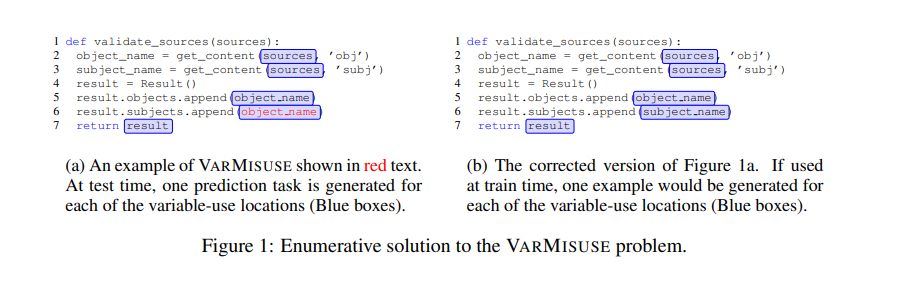 1 def validate_sources(sources):
2 object_name = get_content(sources, 'obj')
3 subject_name = get_content(sources, 'subj')
4 result = Result()
5 result.objects.append(object_name)
6 result.subjects.append(object_name)
7 return result
(a) An example of VARMISUSE shown in red text.
At test time, one prediction task is generated for
each of the variable-use locations (Blue boxes).
1 def validate_sources(sources):
2 object_name = get_content(sources, 'obj')
3 subject_name = get_content(sources, 'subj')
4 result = Result()
5 result.objects.append(object_name)
6 result.subjects.append(subject_name)
7 return result
(b) The corrected version of Figure 1a. If used
at train time, one example would be generated for
each of the variable-use locations (Blue boxes).
Figure 1: Enumerative solution to the VARMISUSE problem.